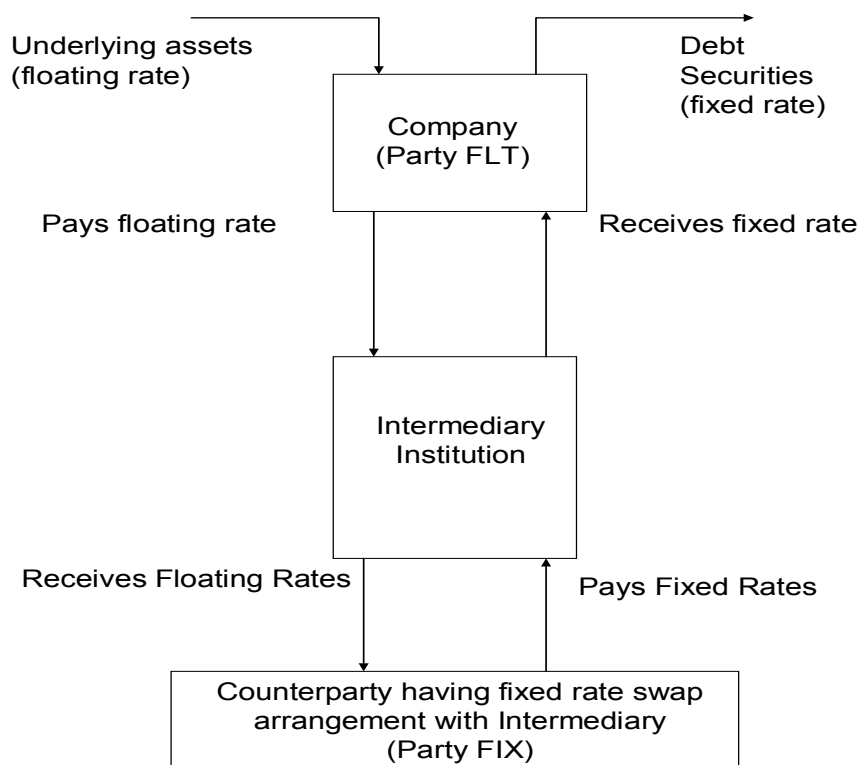 Underlying assets
(floating rate)
Debt
Securities
(fixed rate)
Company
(Party FLT)
Pays floating rate
Receives fixed rate
Intermediary
Institution
Receives Floating Rates
Pays Fixed Rates
Counterparty having fixed rate swap
arrangement with Intermediary
(Party FIX)